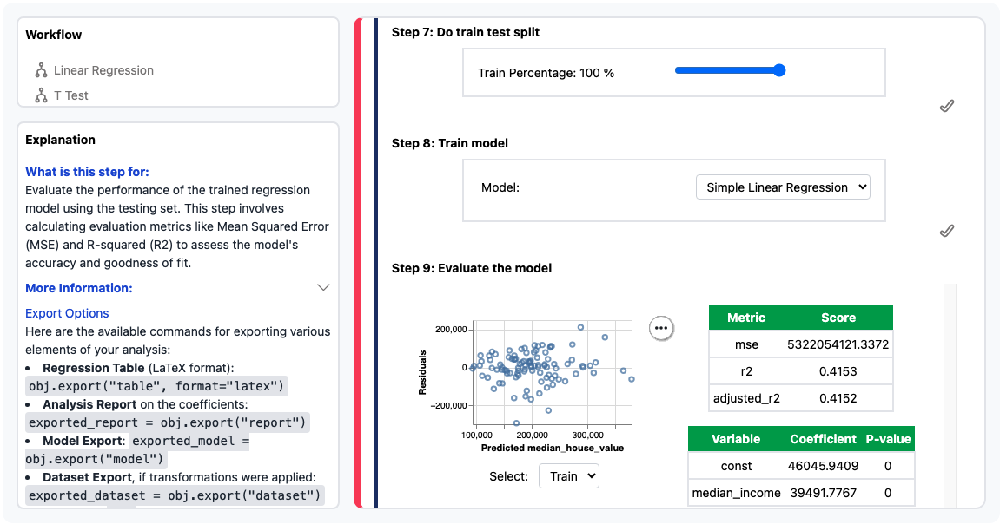 Workflow
Linear Regression
T Test
Explanation
What is this step for:
Evaluate the performance of the trained regression
model using the testing set. This step involves
calculating evaluation metrics like Mean Squared Error
(MSE) and R-squared (R2) to assess the model's
accuracy and goodness of fit.
More Information:
Export Options
Here are the available commands for exporting various
elements of your analysis:
• Regression Table (LaTeX format):
obj.export("table", format="latex")
• Analysis Report on the coefficients:
exported_report = obj.export("report")
• Model Export: exported_model =
obj.export("model")
• Dataset Export, if transformations were applied:
exported_dataset = obj.export("dataset")
Step 7: Do train test split
Train Percentage: 100 %
Step 8: Train model
Model: Simple Linear Regression
Step 9: Evaluate the model
200,000
0
−200,000
Residuals
100,000 200,000 300,000
Predicted median_house_value
Select: Train
Metric Score
mse 5322054121.3372
r2 0.4153
adjusted_r2 0.4152
Variable Coefficient P-value
const 46045.9409 0
median_income 39491.7767 0